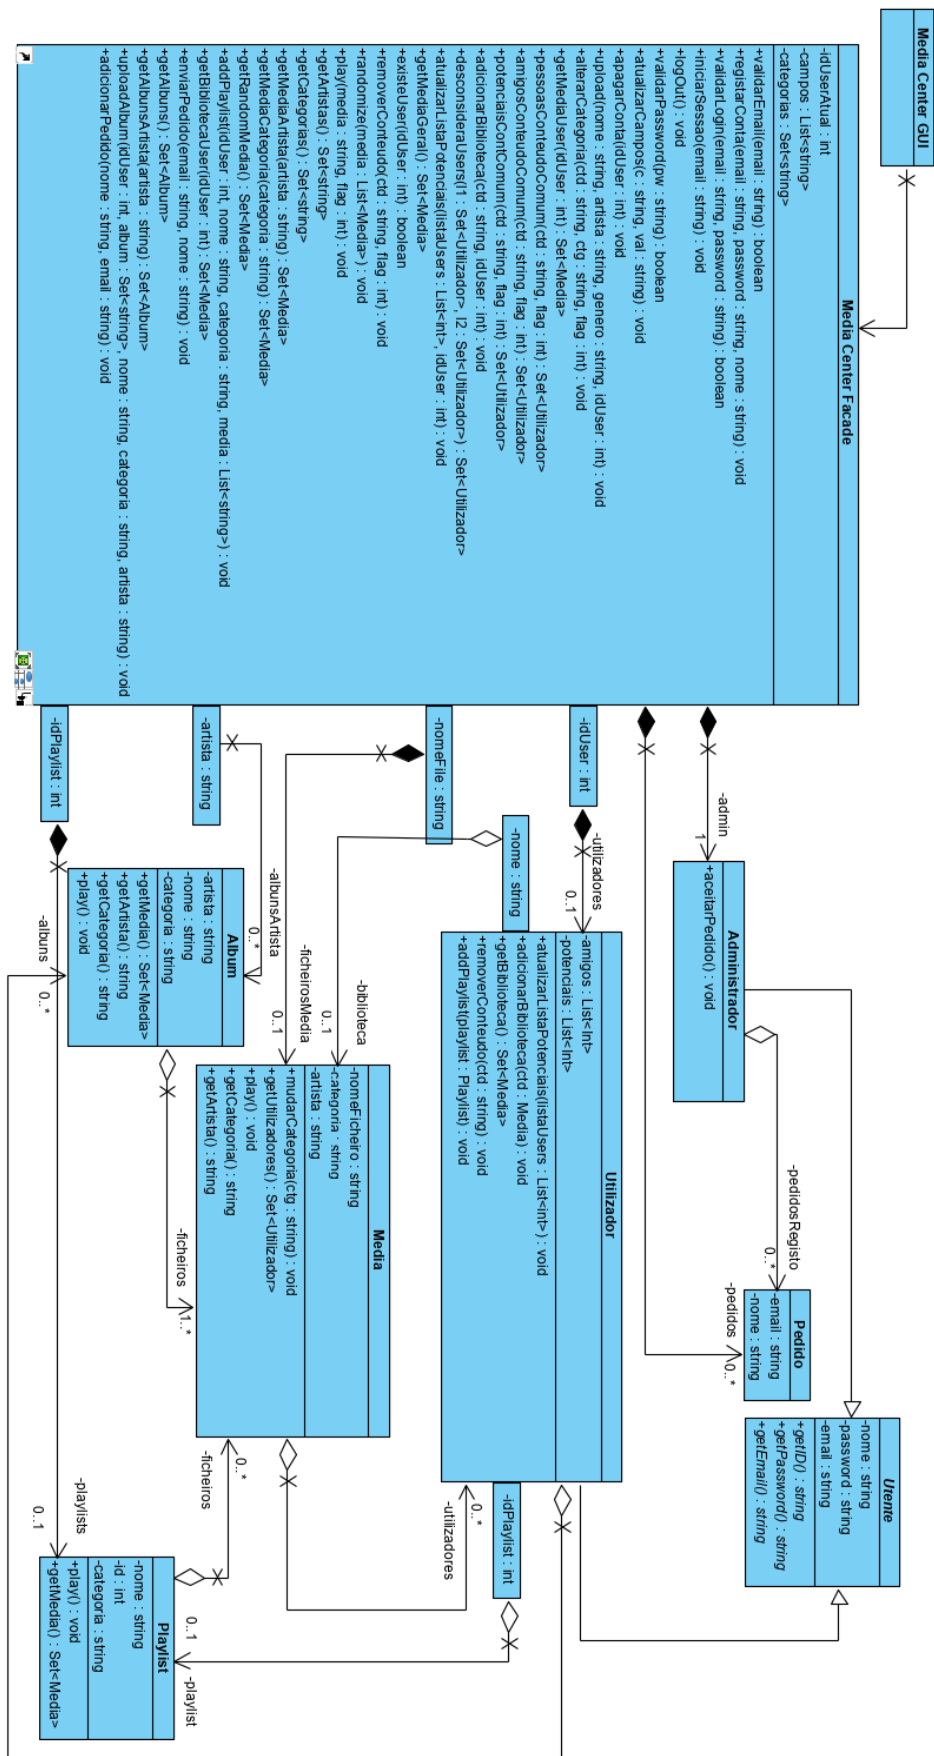 Media Center GUI
Media Center Facade
-idUserAtual : int
-campos : List<string>
-categorias : Set<string>
+validarEmail(email : string) : boolean
+registarConta(email : string, password : string, nome : string) : void
+validarLogin(email : string, password : string) : boolean
+iniciarSessao(email : string) : void
+logOut() : void
+validarPassword(pw : string) : boolean
+atualizarCampos(c : string, val : string) : void
+apagarConta(idUser : int) : void
+upload(nome : string, artista : string, genero : string, idUser : int) : void
+alterarCategoria(ctd : string, ctg : string, flag : int) : void
+getMediaUser(idUser : int) : Set<Media>
+pessoasConteudoComum(ctd : string, flag : int) : Set<Utilizador>
+amigosConteudoComum(ctd : string, flag : int) : Set<Utilizador>
+potenciaisContComum(ctd : string, flag : int) : Set<Utilizador>
+adicionarBiblioteca(ctd : string, idUser : int) : void
+desconsideraUsers(l1 : Set<Utilizador>, l2 : Set<Utilizador>) : Set<Utilizador>
+atualizarListaPotenciais(listaUsers : List<int>, idUser : int) : void
+getMediaGeral() : Set<Media>
+existeUser(idUser : int) : boolean
+removerConteudo(ctd : string, flag : int) : void
+randomize(media : List<Media>) : void
+play(media : string, flag : int) : void
+getArtistas() : Set<string>
+getCategorias() : Set<string>
+getMediaArtista(artista : string) : Set<Media>
+getMediaCategoria(categoria : string) : Set<Media>
+getRandomMedia() : Set<Media>
+addPlaylist(idUser : int, nome : string, categoria : string, media : List<string>) : void
+getBibliotecaUser(idUser : int) : Set<Media>
+enviarPedido(email : string, nome : string) : void
+getAlbuns() : Set<Album>
+getAlbunsArtista(artista : string) : Set<Album>
+uploadAlbum(idUser : int, album : Set<string>, nome : string, categoria : string, artista : string) : void
+adicionarPedido(nome : string, email : string) : void
-idUser : int
-nomeFile : string
-artista : string
-idPlaylist : int
-admin
1
-utilizadores
0..1
-nome : string
-biblioteca
0..1
-ficheirosMedia
0..1
-albunsArtista
0..*
-albuns
0..*
Administrador
+aceitarPedido() : void
-pedidosRegisto
0..*
-pedidos
0..*
Pedido
-email : string
-nome : string
Utente
-nome : string
-password : string
-email : string
+getID() : string
+getPassword() : string
+getEmail() : string
Utilizador
-amigos : List<Int>
-potenciais : List<Int>
+atualizarListaPotenciais(listaUsers : List<int>) : void
+adicionarBiblioteca(ctd : Media) : void
+getBiblioteca() : Set<Media>
+removerConteudo(ctd : string) : void
+addPlaylist(playlist : Playlist) : void
-idPlaylist : int
Media
-nomeFicheiro : string
-categoria : string
-artista : string
+mudarCategoria(ctg : string) : void
+getUtilizadores() : Set<Utilizador>
+play() : void
+getCategoria() : string
+getArtista() : string
-utilizadores
0..*
Album
-artista : string
-nome : string
-categoria : string
+getMedia() : Set<Media>
+getArtista() : string
+getCategoria() : string
+play() : void
-ficheiros
1..*
-ficheiros
0..*
-playlists
0..1
-playlist
0..1
Playlist
-nome : string
-id : int
-categoria : string
+play() : void
+getMedia() : Set<Media>